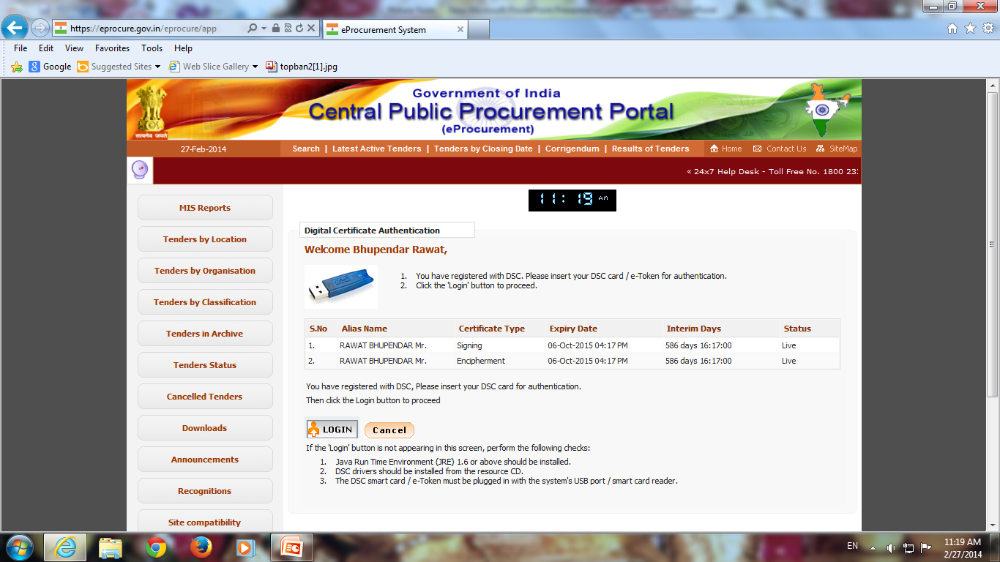 https://eprocure.gov.in/eprocure/app
eProcurement System
File Edit View Favorites Tools Help
Google Suggested Sites Web Slice Gallery topban2[1].jpg
Government of India
Central Public Procurement Portal
(eProcurement)
सत्यमेव जयते
27-Feb-2014
Search | Latest Active Tenders | Tenders by Closing Date | Corrigendum | Results of Tenders
Home Contact Us SiteMap
« 24x7 Help Desk - Toll Free No. 1800
11:19 AM
MIS Reports
Tenders by Location
Tenders by Organisation
Tenders by Classification
Tenders in Archive
Tenders Status
Cancelled Tenders
Downloads
Announcements
Recognitions
Site compatibility
Digital Certificate Authentication
Welcome Bhupendar Rawat,
1. You have registered with DSC. Please insert your DSC card / e-Token for authentication.
2. Click the 'Login' button to proceed.
S.No Alias Name Certificate Type Expiry Date Interim Days Status
1. RAWAT BHUPENDAR Mr. Signing 06-Oct-2015 04:17 PM 586 days 16:17:00 Live
2. RAWAT BHUPENDAR Mr. Encipherment 06-Oct-2015 04:17 PM 586 days 16:17:00 Live
You have registered with DSC, Please insert your DSC card for authentication.
Then click the Login button to proceed
LOGIN Cancel
If the 'Login' button is not appearing in this screen, perform the following checks:
1. Java Run Time Environment (JRE) 1.6 or above should be installed.
2. DSC drivers should be installed from the resource CD.
3. The DSC smart card / e-Token must be plugged in with the system's USB port / smart card reader.
EN
11:19 AM
2/27/2014